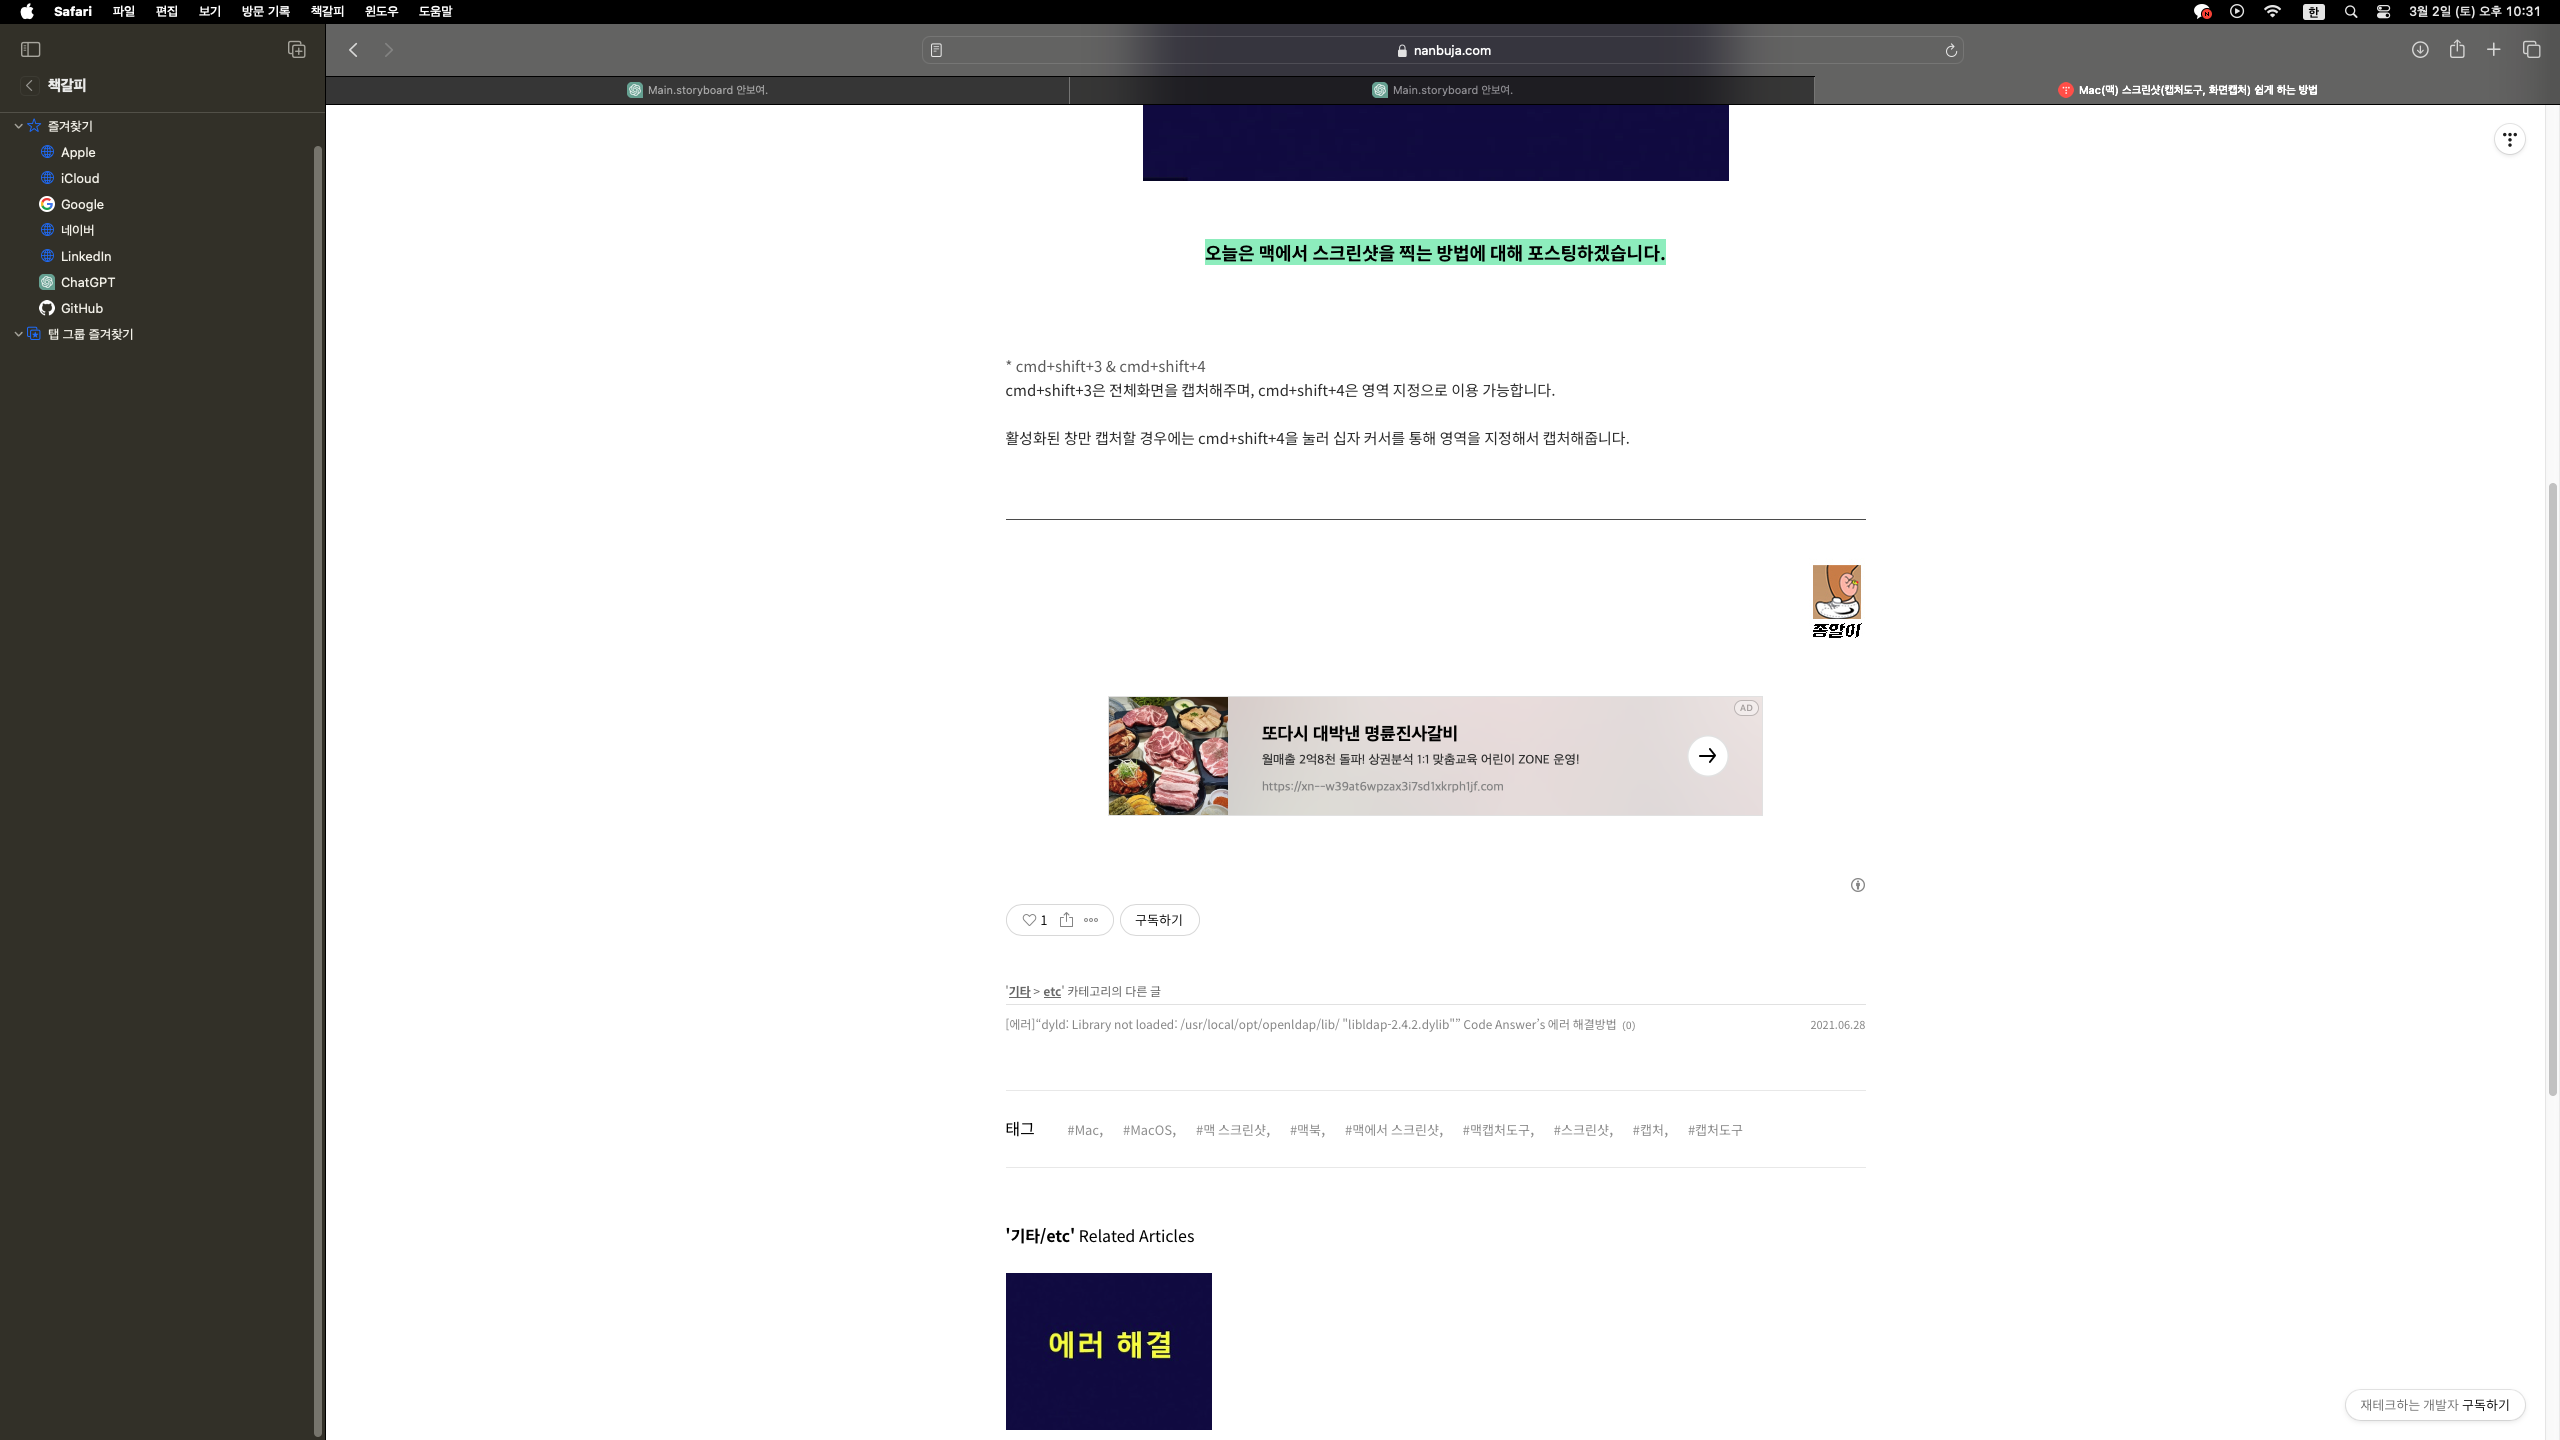 Safari 파일 편집 보기 방문 기록 책갈피 윈도우 도움말
한 3월 2일 (토) 오후 10:31
nanbuja.com
책갈피
Main.storyboard 안보여.
Main.storyboard 안보여.
Mac(맥) 스크린샷(캡처도구, 화면캡처) 쉽게 하는 방법
즐겨찾기
Apple
iCloud
Google
네이버
LinkedIn
ChatGPT
GitHub
탭 그룹 즐겨찾기
오늘은 맥에서 스크린샷을 찍는 방법에 대해 포스팅하겠습니다.
* cmd+shift+3 & cmd+shift+4
cmd+shift+3은 전체화면을 캡처해주며, cmd+shift+4은 영역 지정으로 이용 가능합니다.
활성화된 창만 캡처할 경우에는 cmd+shift+4을 눌러 십자 커서를 통해 영역을 지정해서 캡처해줍니다.
종알이
AD
또다시 대박낸 명륜진사갈비
월매출 2억8천 돌파! 상권분석 1:1 맞춤교육 어린이 ZONE 운영!
https://xn--w39at6wpzax3i7sd1xkrph1jf.com
1
구독하기
'기타 > etc' 카테고리의 다른 글
[에러]“dyld: Library not loaded: /usr/local/opt/openldap/lib/ "libldap-2.4.2.dylib"” Code Answer’s 에러 해결방법 (0) 2021.06.28
태그 #Mac, #MacOS, #맥 스크린샷, #맥북, #맥에서 스크린샷, #맥캡처도구, #스크린샷, #캡처, #캡처도구
'기타/etc' Related Articles
에러 해결
재테크하는 개발자 구독하기